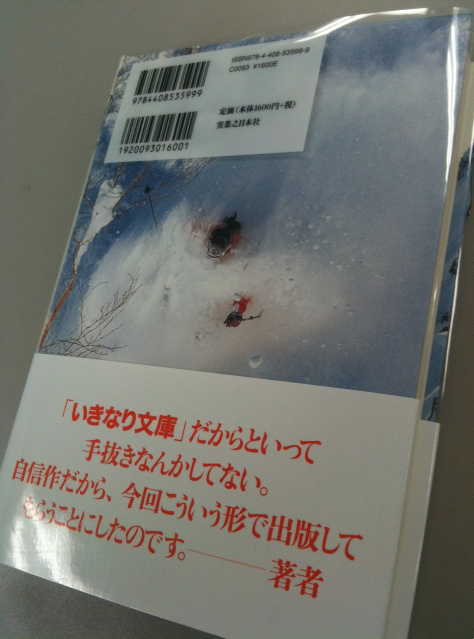 ISBN978-4-408-53599-9
C0093 ¥1600E
9784408535999
定価(本体1600円+税)
実業之日本社
1920093016001
「いきなり文庫」だからといって
手抜きなんかしてない。
自信作だから、今回こういう形で出版して
もらうことにしたのです。――著者